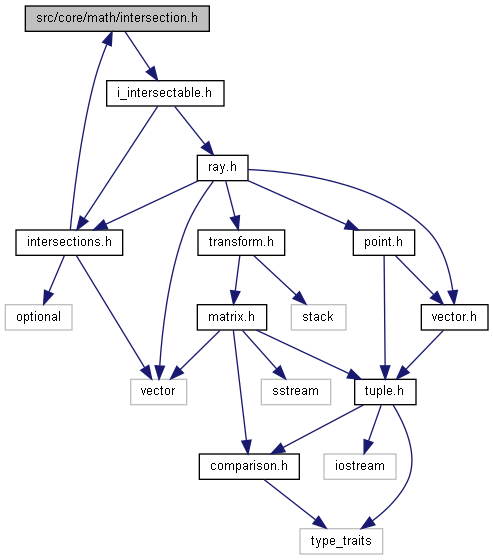 src/core/math/intersection.h
i_intersectable.h
ray.h
intersections.h
transform.h
point.h
optional
matrix.h
stack
vector.h
vector
sstream
tuple.h
comparison.h
iostream
type_traits